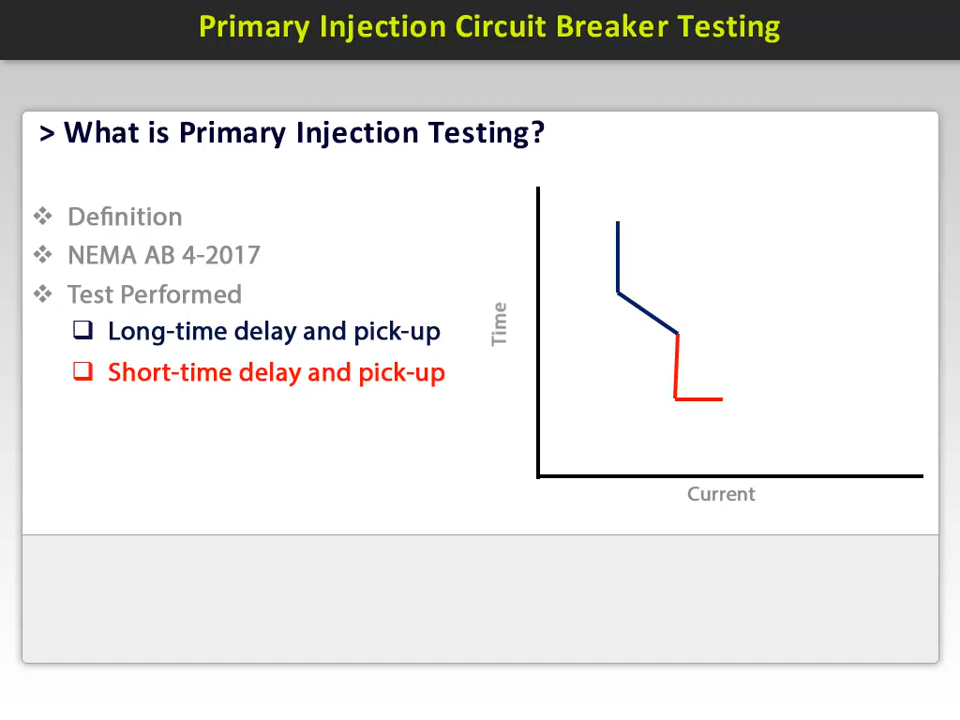 Primary Injection Circuit Breaker Testing
> What is Primary Injection Testing?
❖ Definition
❖ NEMA AB 4-2017
❖ Test Performed
❑ Long-time delay and pick-up
❑ Short-time delay and pick-up
Time
Current